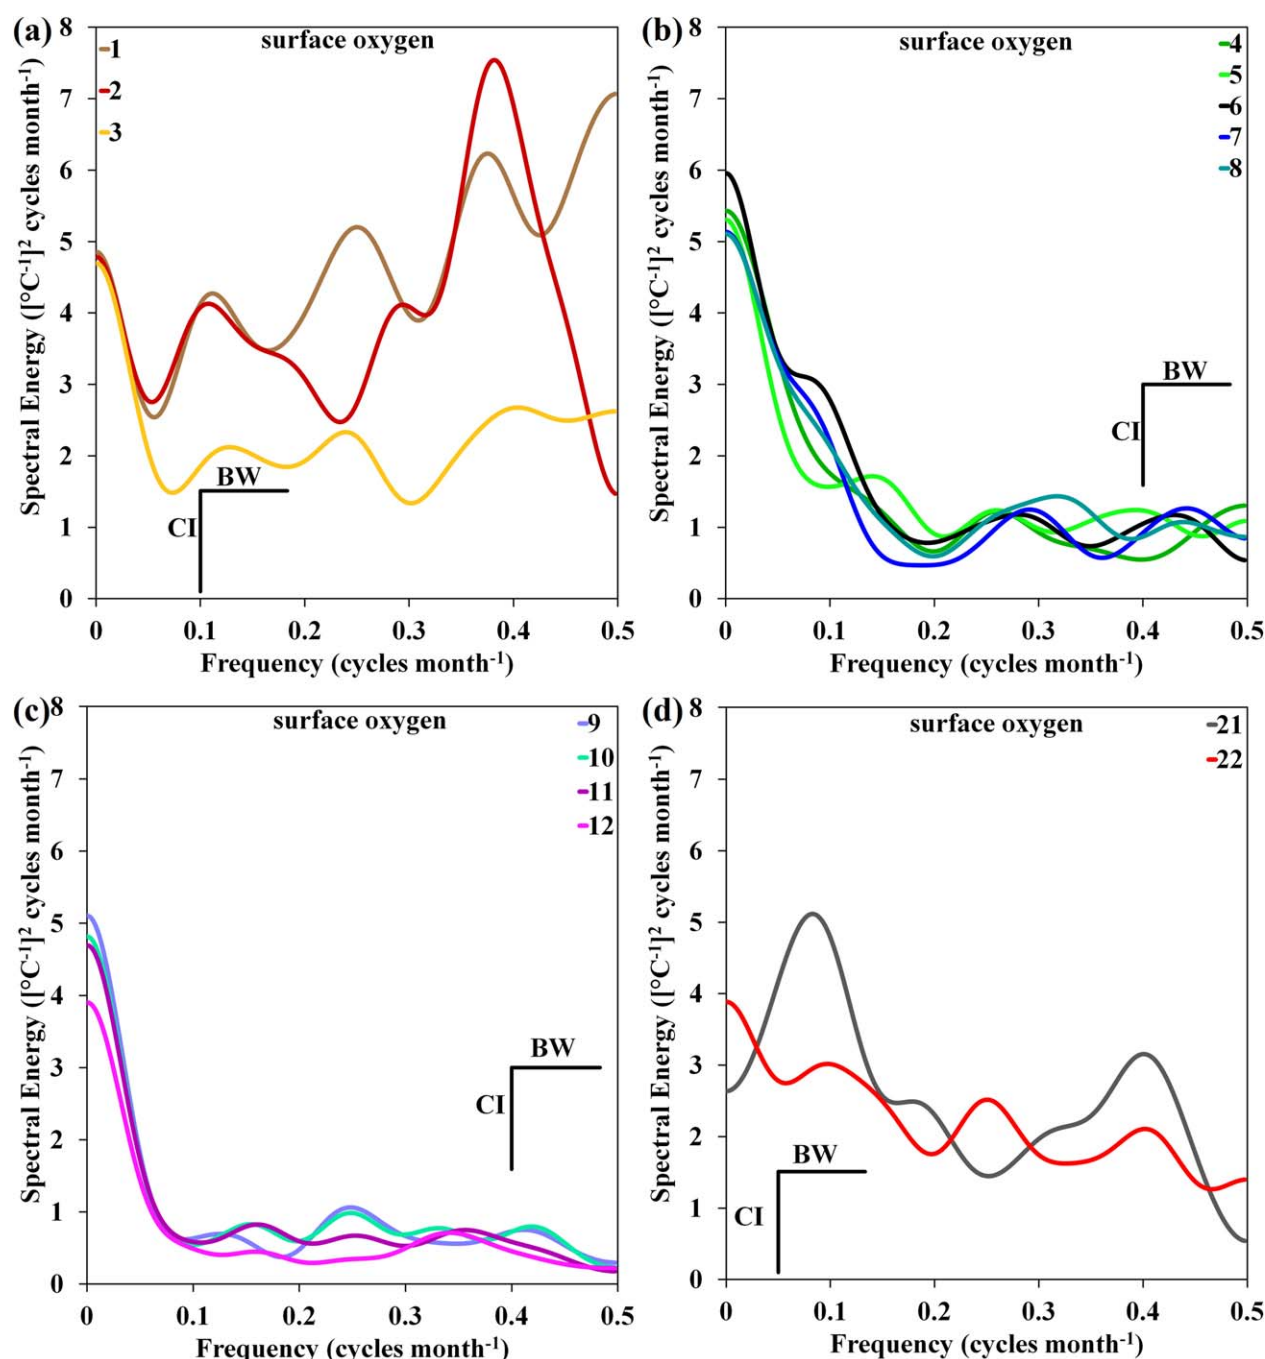 (a)
surface oxygen
1
2
3
BW
CI
8
7
6
5
4
3
2
1
0
0 0.1 0.2 0.3 0.4 0.5
Spectral Energy ([°C⁻¹]² cycles month⁻¹)
Frequency (cycles month⁻¹)
(b)
surface oxygen
4
5
6
7
8
BW
CI
8
7
6
5
4
3
2
1
0
0 0.1 0.2 0.3 0.4 0.5
Spectral Energy ([°C⁻¹]² cycles month⁻¹)
Frequency (cycles month⁻¹)
(c)
surface oxygen
9
10
11
12
BW
CI
8
7
6
5
4
3
2
1
0
0 0.1 0.2 0.3 0.4 0.5
Spectral Energy ([°C⁻¹]² cycles month⁻¹)
Frequency (cycles month⁻¹)
(d)
surface oxygen
21
22
BW
CI
8
7
6
5
4
3
2
1
0
0 0.1 0.2 0.3 0.4 0.5
Spectral Energy ([°C⁻¹]² cycles month⁻¹)
Frequency (cycles month⁻¹)